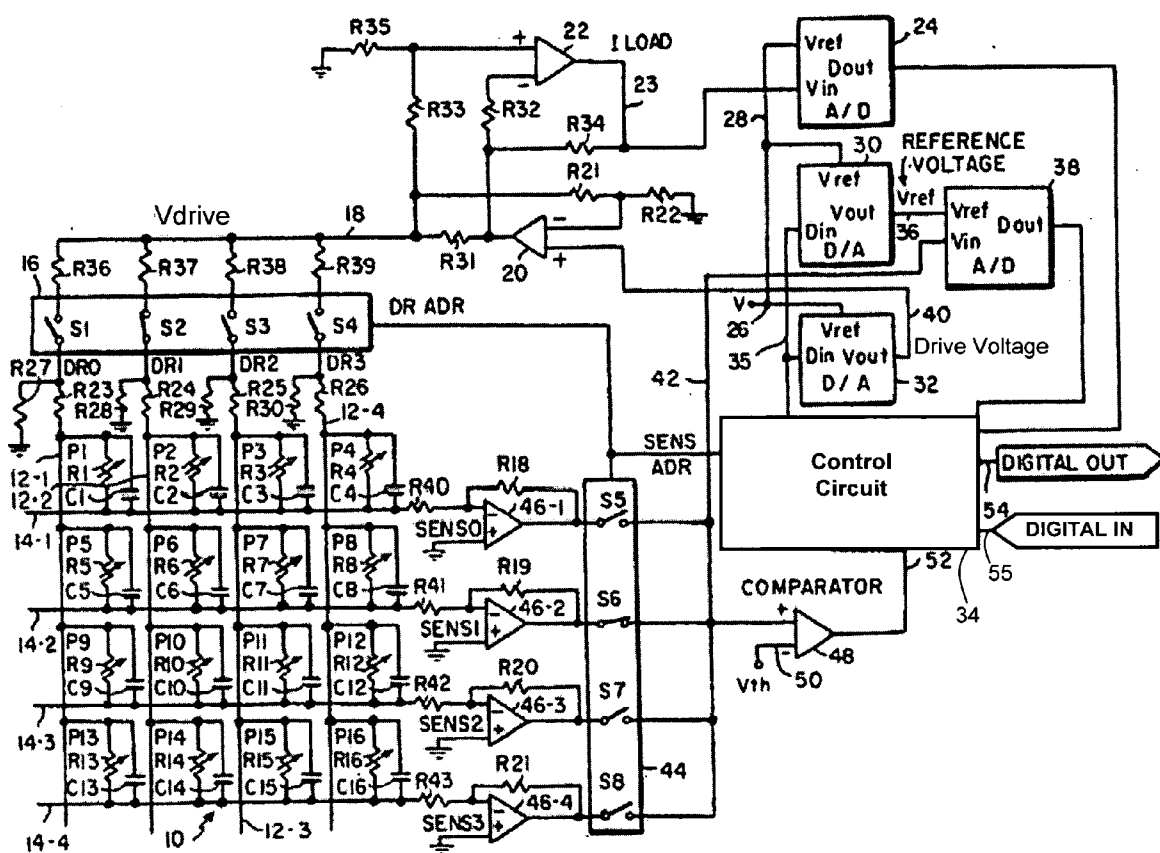 R35
+
22
I LOAD
-
R33
R32
23
R34
R21
-
R22
Vdrive
18
R31
20
+
Vref
24
Dout
Vin
A/D
28
30
REFERENCE
VOLTAGE
Vref
Vref
38
Vout
36
Vref
Dout
Din
D/A
Vin
A/D
V
26
40
Vref
35
Din Vout
Drive Voltage
D/A
32
42
16
R36
R37
R38
R39
S1
S2
S3
S4
DR ADR
R27
DR0
DR1
DR2
DR3
R23
R24
R25
R26
R28
R29
R30
12-4
P1
P2
P3
P4
12-1
R1
R2
R3
R4
12-2
C1
C2
C3
C4
R40
R18
14-1
SENS0
-
+
46-1
S5
SENS
ADR
Control
Circuit
DIGITAL OUT
54
DIGITAL IN
55
34
52
P5
P6
P7
P8
R5
R6
R7
R8
C5
C6
C7
C8
R41
R19
14-2
SENS1
-
+
46-2
S6
COMPARATOR
+
-
48
Vth
50
P9
P10
P11
P12
R9
R10
R11
R12
C9
C10
C11
C12
R42
R20
14-3
SENS2
-
+
46-3
S7
P13
P14
P15
P16
R13
R14
R15
R16
C13
C14
C15
C16
R43
R21
14-4
SENS3
-
+
46-4
S8
44
10
12-3